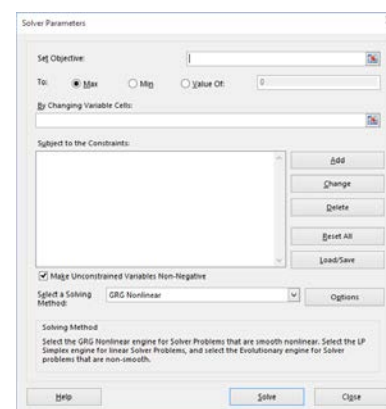 Solver Parameters
Set Objective:
To: Max Min Value Of: 0
By Changing Variable Cells:
Subject to the Constraints:
Add
Change
Delete
Reset All
Load/Save
Make Unconstrained Variables Non-Negative
Select a Solving Method: GRG Nonlinear Options
Solving Method
Select the GRG Nonlinear engine for Solver Problems that are smooth nonlinear. Select the LP
Simplex engine for linear Solver Problems, and select the Evolutionary engine for Solver
problems that are non-smooth.
Help Solve Close